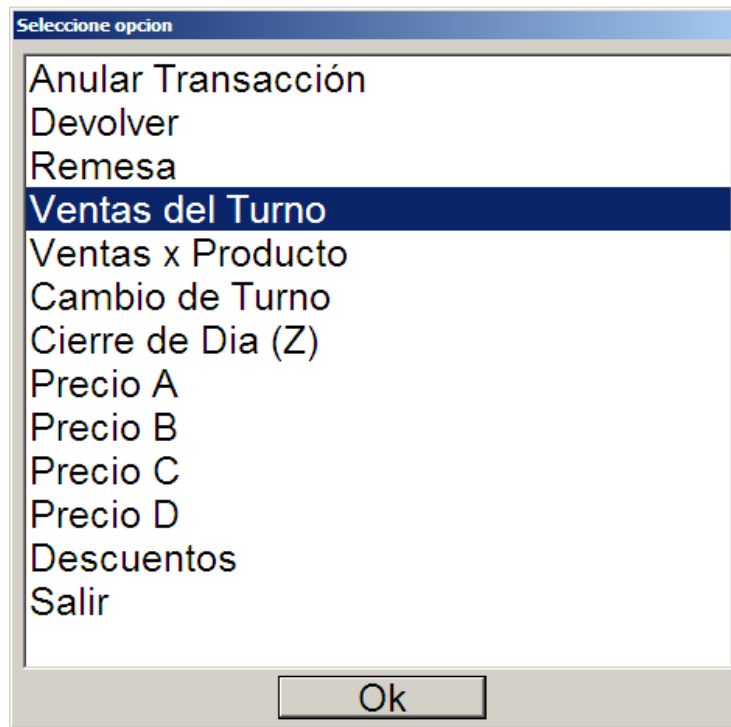 Seleccione opcion
Anular Transacción
Devolver
Remesa
Ventas del Turno
Ventas x Producto
Cambio de Turno
Cierre de Dia (Z)
Precio A
Precio B
Precio C
Precio D
Descuentos
Salir
Ok